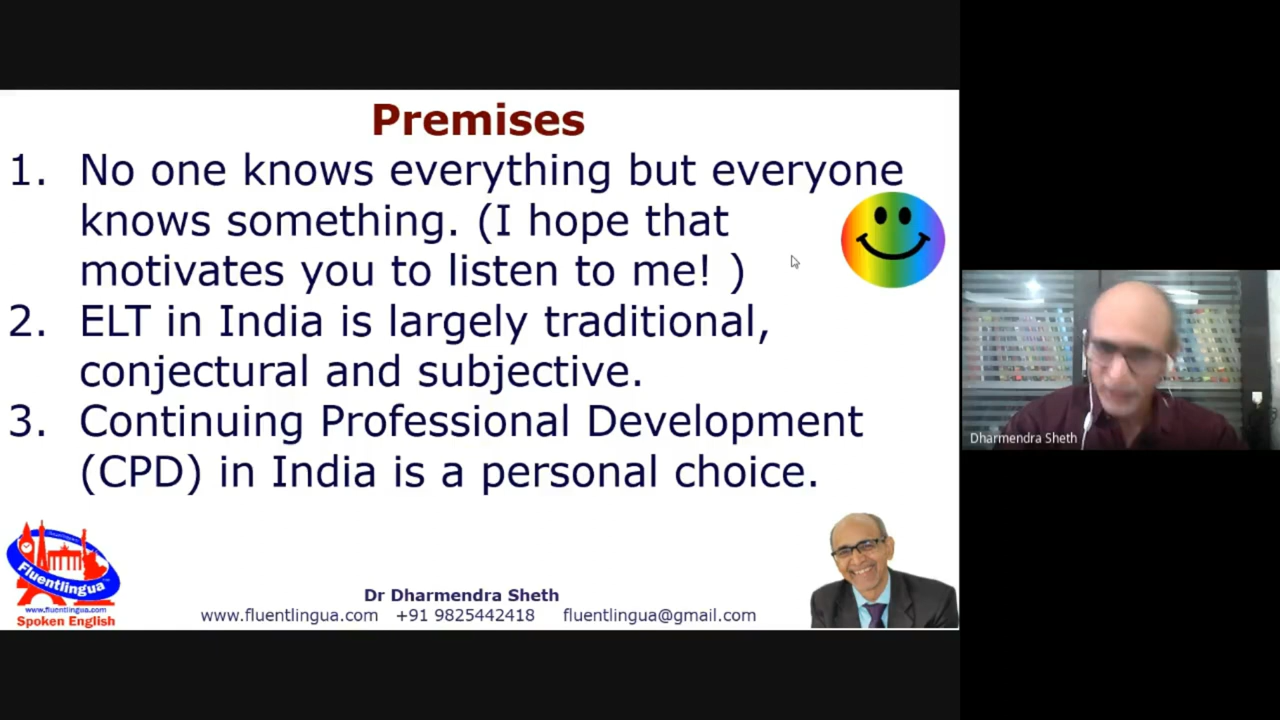 Premises
1. No one knows everything but everyone
knows something. (I hope that
motivates you to listen to me! )
2. ELT in India is largely traditional,
conjectural and subjective.
3. Continuing Professional Development
(CPD) in India is a personal choice.
Fluentlingua
www.fluentlingua.com
Spoken English
Dr Dharmendra Sheth
www.fluentlingua.com +91 9825442418 fluentlingua@gmail.com
Dharmendra Sheth